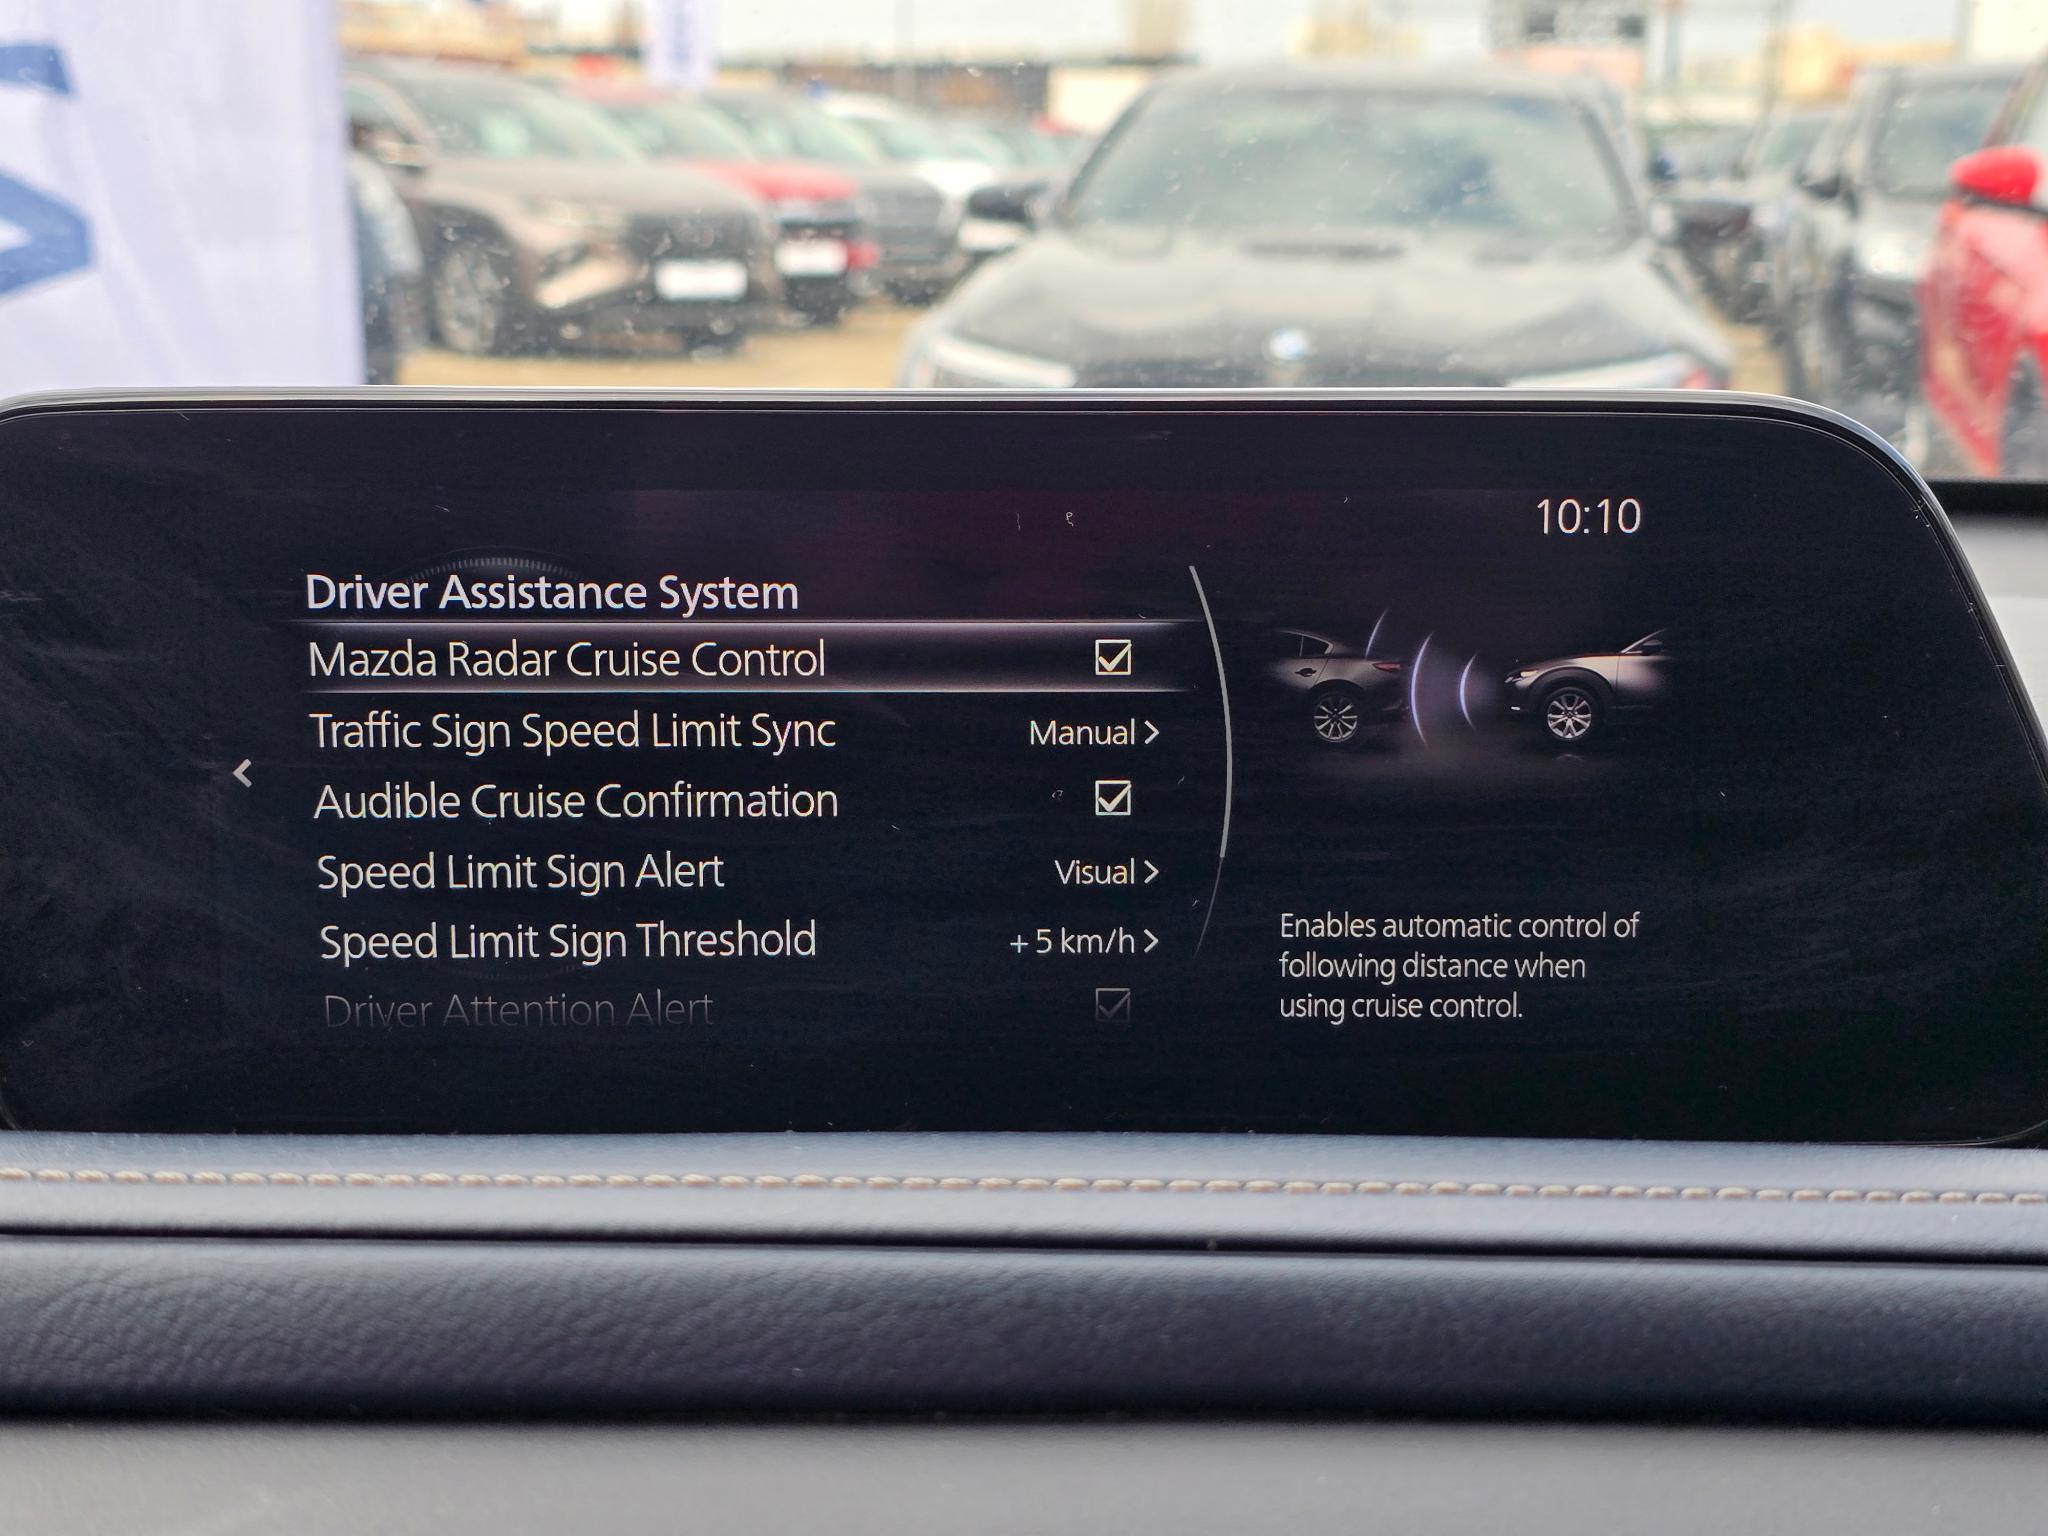 10:10
Driver Assistance System
Mazda Radar Cruise Control
Traffic Sign Speed Limit Sync Manual >
Audible Cruise Confirmation
Speed Limit Sign Alert Visual >
Speed Limit Sign Threshold + 5 km/h >
Driver Attention Alert
Enables automatic control of
following distance when
using cruise control.